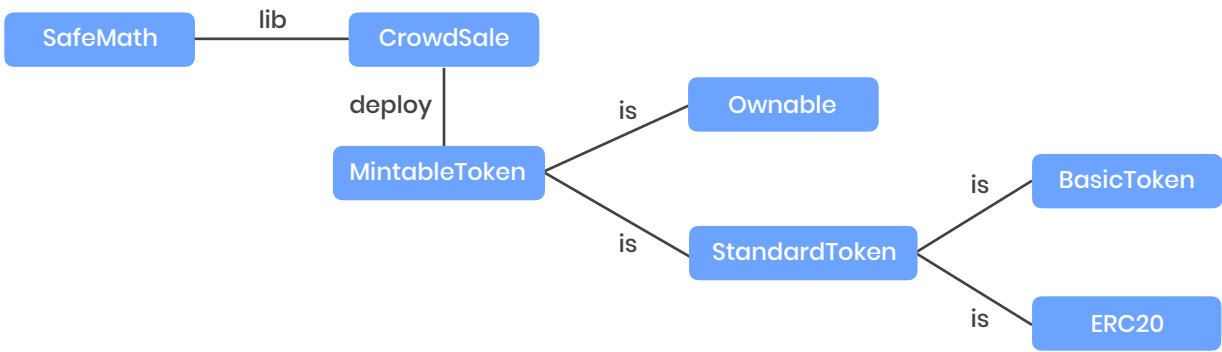 lib
SafeMath
CrowdSale
deploy
is
Ownable
MintableToken
is
BasicToken
is
StandardToken
is
ERC20